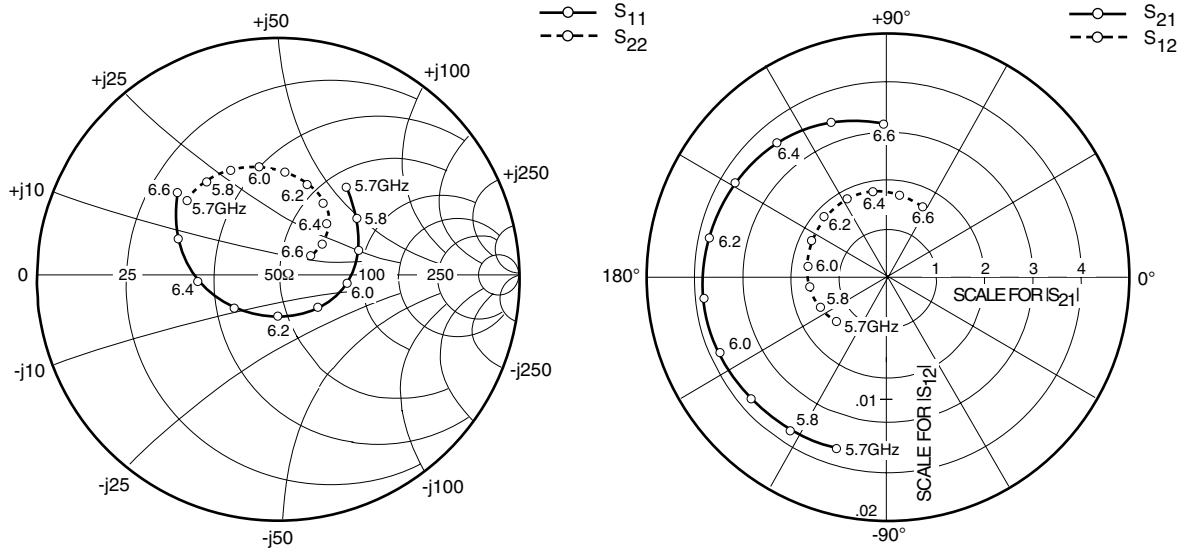 +j50
S11
S22
+j25
+j100
+j10
+j250
6.6
5.7GHz
5.8
6.0
6.2
6.4
6.6
5.7GHz
5.8
0
25
50Ω
100
250
6.4
6.2
6.0
-j10
-j250
-j25
-j100
-j50
+90°
S21
S12
6.6
6.4
6.2
6.0
5.8
5.7GHz
6.6
6.4
6.2
6.0
5.8
5.7GHz
180°
0°
1
2
3
4
SCALE FOR |S21|
.01
SCALE FOR |S12|
.02
-90°